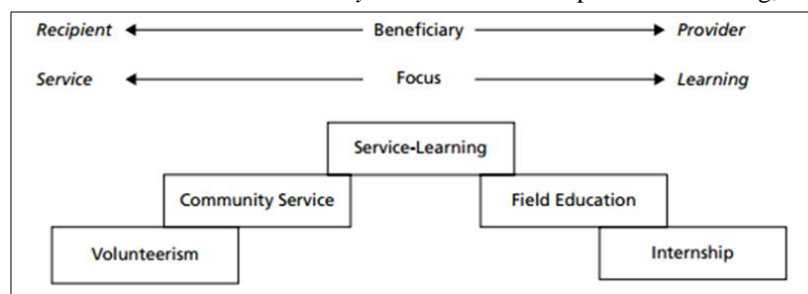 Recipient Beneficiary Provider
Service Focus Learning
Service-Learning
Community Service Field Education
Volunteerism Internship